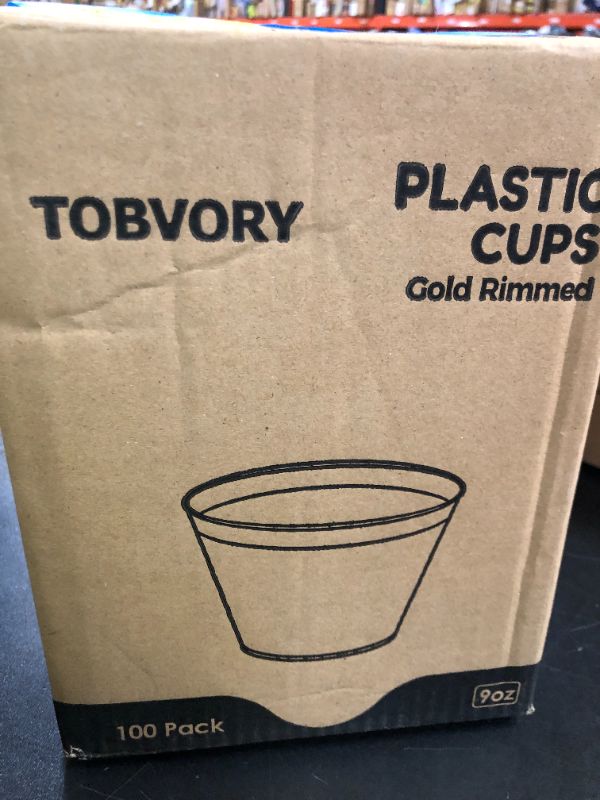 TOBVORY
PLASTIC
CUPS
Gold Rimmed
100 Pack
9oz